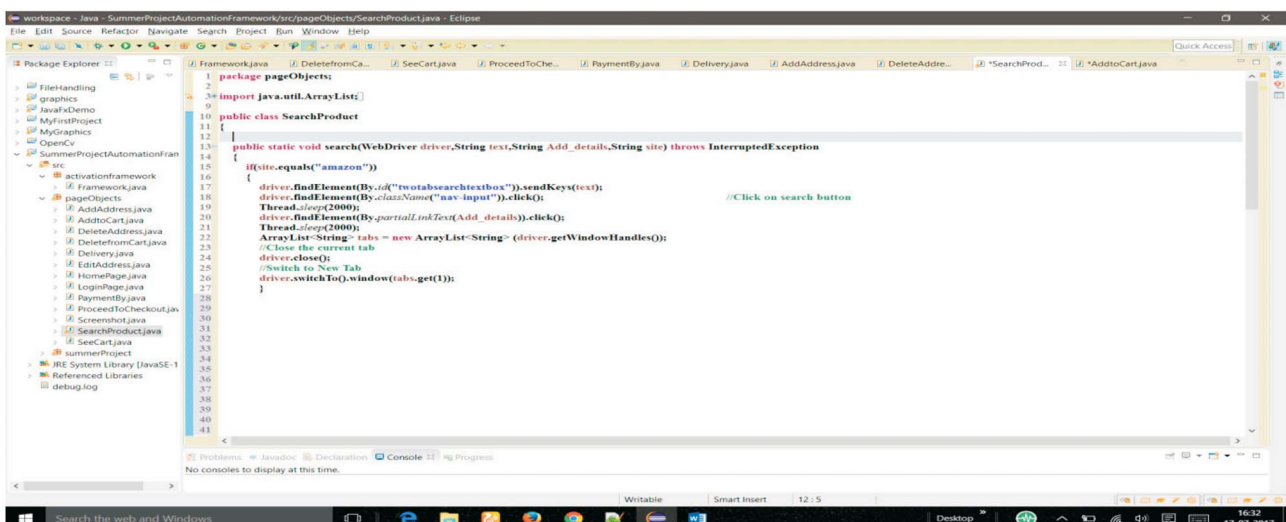 workspace - Java - SummerProjectAutomationFramework/src/pageObjects/SearchProduct.java - Eclipse
File Edit Source Refactor Navigate Search Project Run Window Help
Quick Access
Package Explorer
Framework.java DeletefromCa... SeeCart.java ProceedToChe... PaymentBy.java Delivery.java AddAddress.java DeleteAddre... *SearchProd... *AddtoCart.java
FileHandling
graphics
JavaFxDemo
MyFirstProject
MyGraphics
OpenCv
SummerProjectAutomationFran
src
activationframework
Framework.java
pageObjects
AddAddress.java
AddtoCart.java
DeleteAddress.java
DeletefromCart.java
Delivery.java
EditAddress.java
HomePage.java
LoginPage.java
PaymentBy.java
ProceedToCheckout.jav
Screenshot.java
SearchProduct.java
SeeCart.java
summerProject
JRE System Library [JavaSE-1
Referenced Libraries
debug.log
1 package pageObjects;
2
3 import java.util.ArrayList;
9
10 public class SearchProduct
11 {
12
13 public static void search(WebDriver driver,String text,String Add_details,String site) throws InterruptedException
14 {
15 if(site.equals("amazon"))
16 {
17 driver.findElement(By.id("twotabsearchtextbox")).sendKeys(text);
18 driver.findElement(By.className("nav-input")).click(); //Click on search button
19 Thread.sleep(2000);
20 driver.findElement(By.partialLinkText(Add_details)).click();
21 Thread.sleep(2000);
22 ArrayList<String> tabs = new ArrayList<String> (driver.getWindowHandles());
23 //Close the current tab
24 driver.close();
25 //Switch to New Tab
26 driver.switchTo().window(tabs.get(1));
27 }
28
29
30
31
32
33
34
35
36
37
38
39
40
41
Problems Javadoc Declaration Console Progress
No consoles to display at this time.
Writable Smart Insert 12 : 5
Search the web and Windows
Desktop
16:32